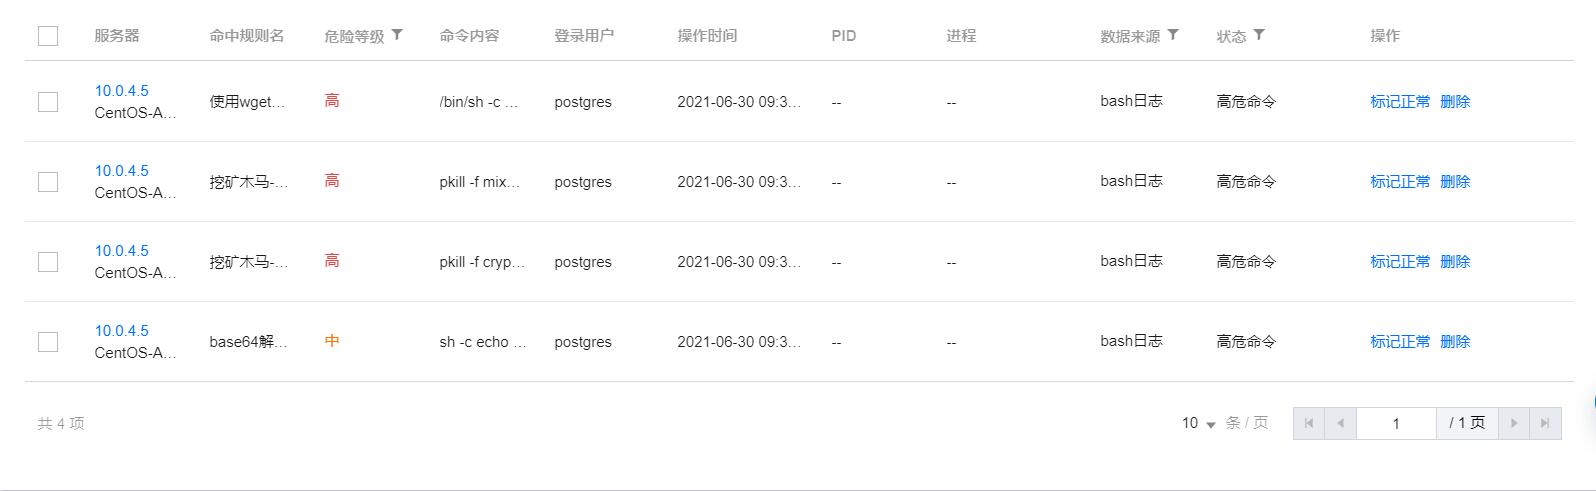 服务器 命中规则名 危险等级 命令内容 登录用户 操作时间 PID 进程 数据来源 状态 操作
10.0.4.5
CentOS-A...
使用wget... 高 /bin/sh -c ... postgres 2021-06-30 09:3... -- -- bash日志 高危命令 标记正常 删除
10.0.4.5
CentOS-A...
挖矿木马-... 高 pkill -f mix... postgres 2021-06-30 09:3... -- -- bash日志 高危命令 标记正常 删除
10.0.4.5
CentOS-A...
挖矿木马-... 高 pkill -f cryp... postgres 2021-06-30 09:3... -- -- bash日志 高危命令 标记正常 删除
10.0.4.5
CentOS-A...
base64解... 中 sh -c echo ... postgres 2021-06-30 09:3... -- -- bash日志 高危命令 标记正常 删除
共 4 项 10 条 / 页 1 / 1 页